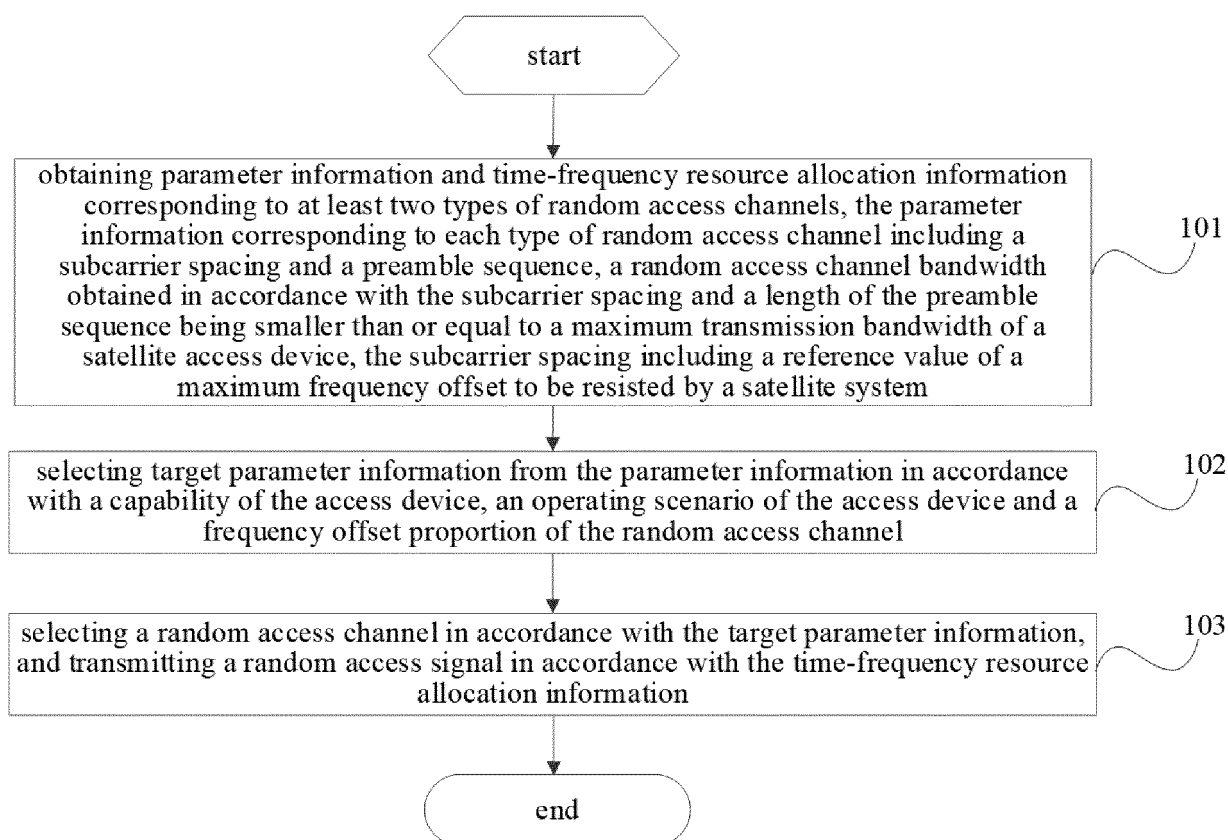 start
obtaining parameter information and time-frequency resource allocation information
corresponding to at least two types of random access channels, the parameter
information corresponding to each type of random access channel including a
subcarrier spacing and a preamble sequence, a random access channel bandwidth
obtained in accordance with the subcarrier spacing and a length of the preamble
sequence being smaller than or equal to a maximum transmission bandwidth of a
satellite access device, the subcarrier spacing including a reference value of a
maximum frequency offset to be resisted by a satellite system
101
selecting target parameter information from the parameter information in accordance
with a capability of the access device, an operating scenario of the access device and a
frequency offset proportion of the random access channel
102
selecting a random access channel in accordance with the target parameter information,
and transmitting a random access signal in accordance with the time-frequency resource
allocation information
103
end